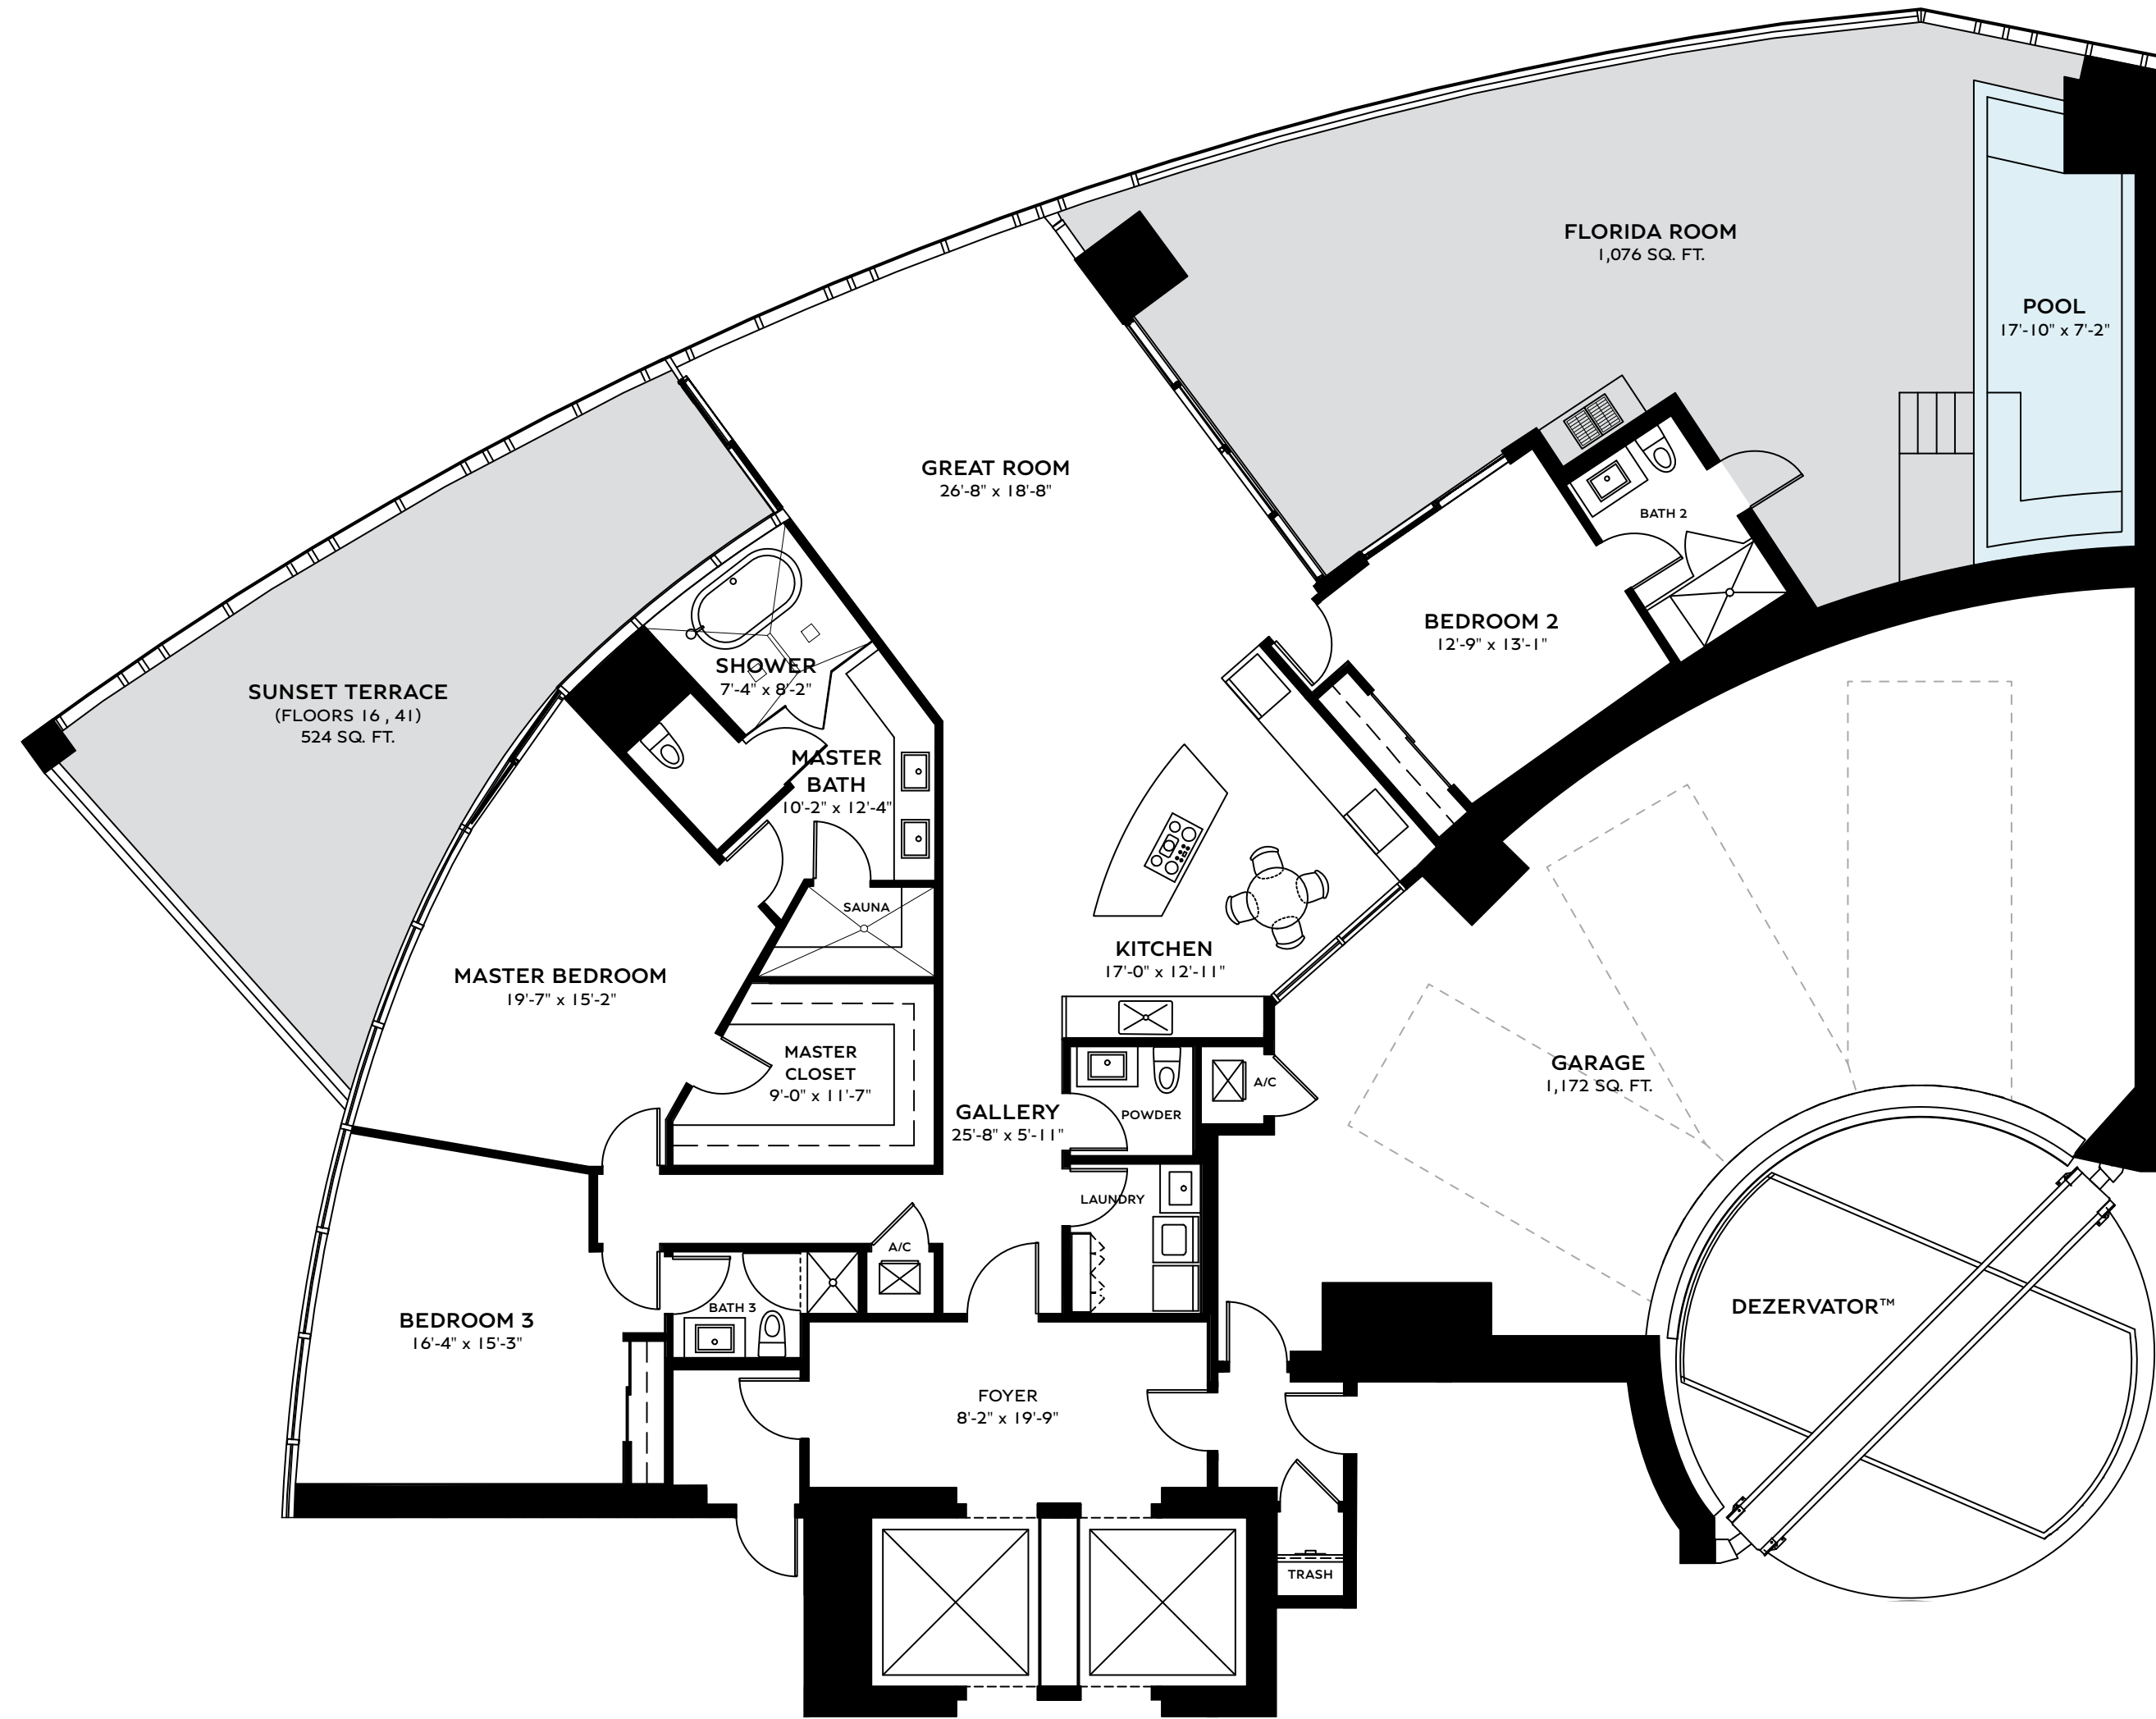 FLORIDA ROOM
1,076 SQ. FT.
POOL
17'-10" x 7'-2"
GREAT ROOM
26'-8" x 18'-8"
BATH 2
BEDROOM 2
12'-9" x 13'-1"
SHOWER
7'-4" x 8'-2"
SUNSET TERRACE
(FLOORS 16 , 41)
524 SQ. FT.
MASTER
BATH
10'-2" x 12'-4"
SAUNA
KITCHEN
17'-0" x 12'-11"
MASTER BEDROOM
19'-7" x 15'-2"
MASTER
CLOSET
9'-0" x 11'-7"
A/C
GARAGE
1,172 SQ. FT.
GALLERY
25'-8" x 5'-11"
POWDER
LAUNDRY
A/C
BATH 3
DEZERVATOR™
BEDROOM 3
16'-4" x 15'-3"
FOYER
8'-2" x 19'-9"
TRASH